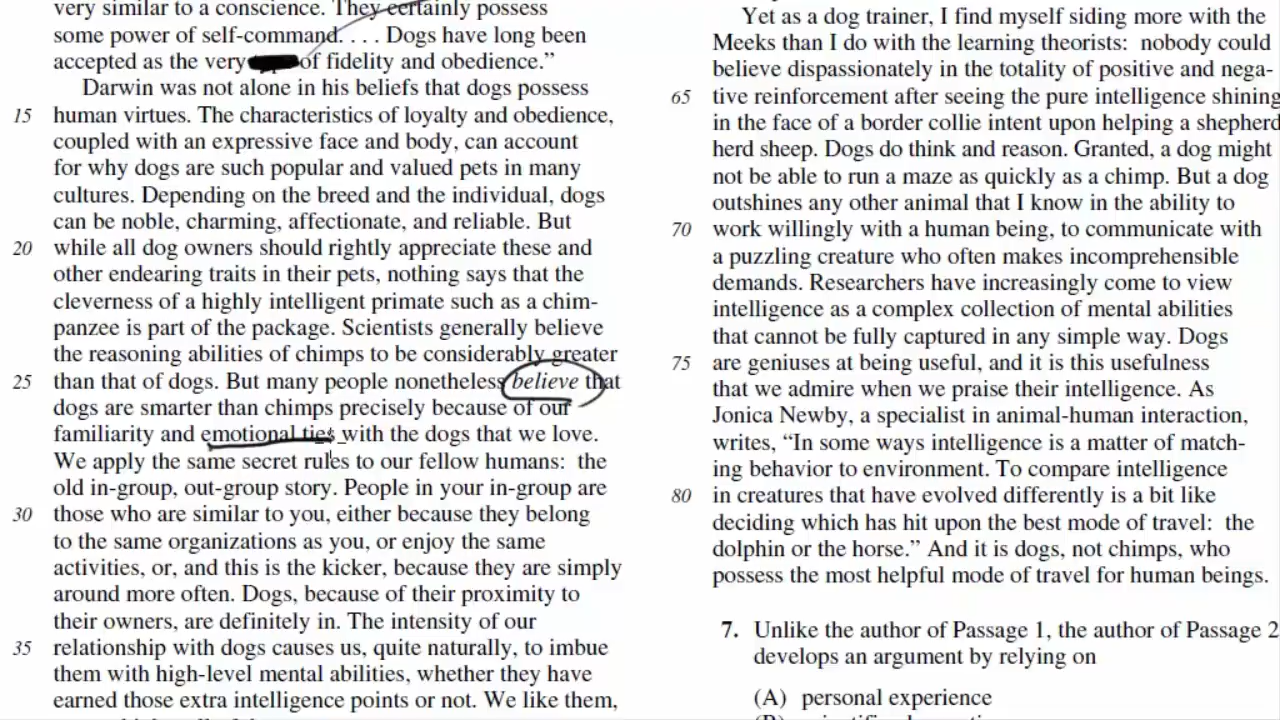 very similar to a conscience. They certainly possess
some power of self-command. . . . Dogs have long been
accepted as the very of fidelity and obedience.”
Darwin was not alone in his beliefs that dogs possess
15 human virtues. The characteristics of loyalty and obedience,
coupled with an expressive face and body, can account
for why dogs are such popular and valued pets in many
cultures. Depending on the breed and the individual, dogs
can be noble, charming, affectionate, and reliable. But
20 while all dog owners should rightly appreciate these and
other endearing traits in their pets, nothing says that the
cleverness of a highly intelligent primate such as a chim-
panzee is part of the package. Scientists generally believe
the reasoning abilities of chimps to be considerably greater
25 than that of dogs. But many people nonetheless believe that
dogs are smarter than chimps precisely because of our
familiarity and emotional ties with the dogs that we love.
We apply the same secret rules to our fellow humans: the
old in-group, out-group story. People in your in-group are
30 those who are similar to you, either because they belong
to the same organizations as you, or enjoy the same
activities, or, and this is the kicker, because they are simply
around more often. Dogs, because of their proximity to
their owners, are definitely in. The intensity of our
35 relationship with dogs causes us, quite naturally, to imbue
them with high-level mental abilities, whether they have
earned those extra intelligence points or not. We like them,
Yet as a dog trainer, I find myself siding more with the
Meeks than I do with the learning theorists: nobody could
believe dispassionately in the totality of positive and nega-
65 tive reinforcement after seeing the pure intelligence shining
in the face of a border collie intent upon helping a shepherd
herd sheep. Dogs do think and reason. Granted, a dog might
not be able to run a maze as quickly as a chimp. But a dog
outshines any other animal that I know in the ability to
70 work willingly with a human being, to communicate with
a puzzling creature who often makes incomprehensible
demands. Researchers have increasingly come to view
intelligence as a complex collection of mental abilities
that cannot be fully captured in any simple way. Dogs
75 are geniuses at being useful, and it is this usefulness
that we admire when we praise their intelligence. As
Jonica Newby, a specialist in animal-human interaction,
writes, “In some ways intelligence is a matter of match-
ing behavior to environment. To compare intelligence
80 in creatures that have evolved differently is a bit like
deciding which has hit upon the best mode of travel: the
dolphin or the horse.” And it is dogs, not chimps, who
possess the most helpful mode of travel for human beings.
7. Unlike the author of Passage 1, the author of Passage 2
develops an argument by relying on
(A) personal experience